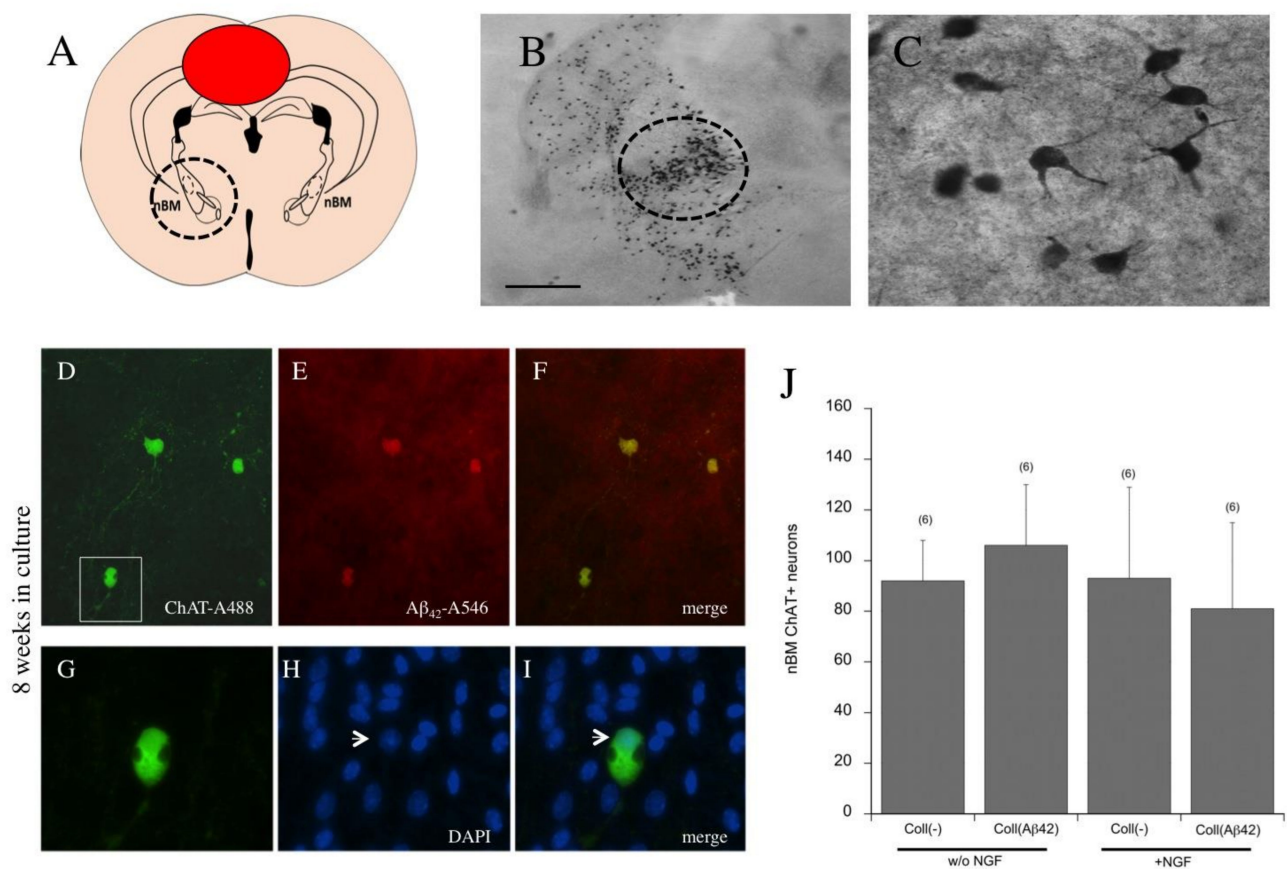 A
nBM
nBM
B
C
8 weeks in culture
D
ChAT-A488
E
Aβ42-A546
F
merge
G
H
DAPI
I
merge
J
nBM ChAT+ neurons
160
140
120
100
80
60
40
20
0
(6)
(6)
(6)
(6)
Coll(-)
Coll(Aβ42)
Coll(-)
Coll(Aβ42)
w/o NGF
+NGF